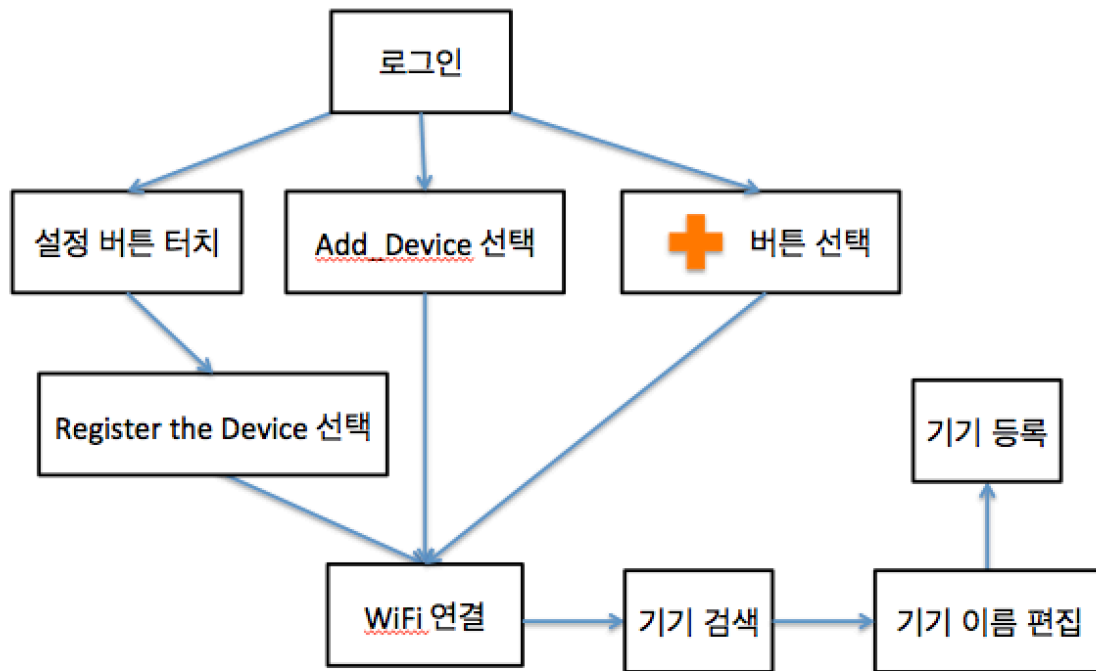 로그인
설정 버튼 터치
Add_Device 선택
버튼 선택
Register the Device 선택
기기 등록
WiFi 연결
기기 검색
기기 이름 편집